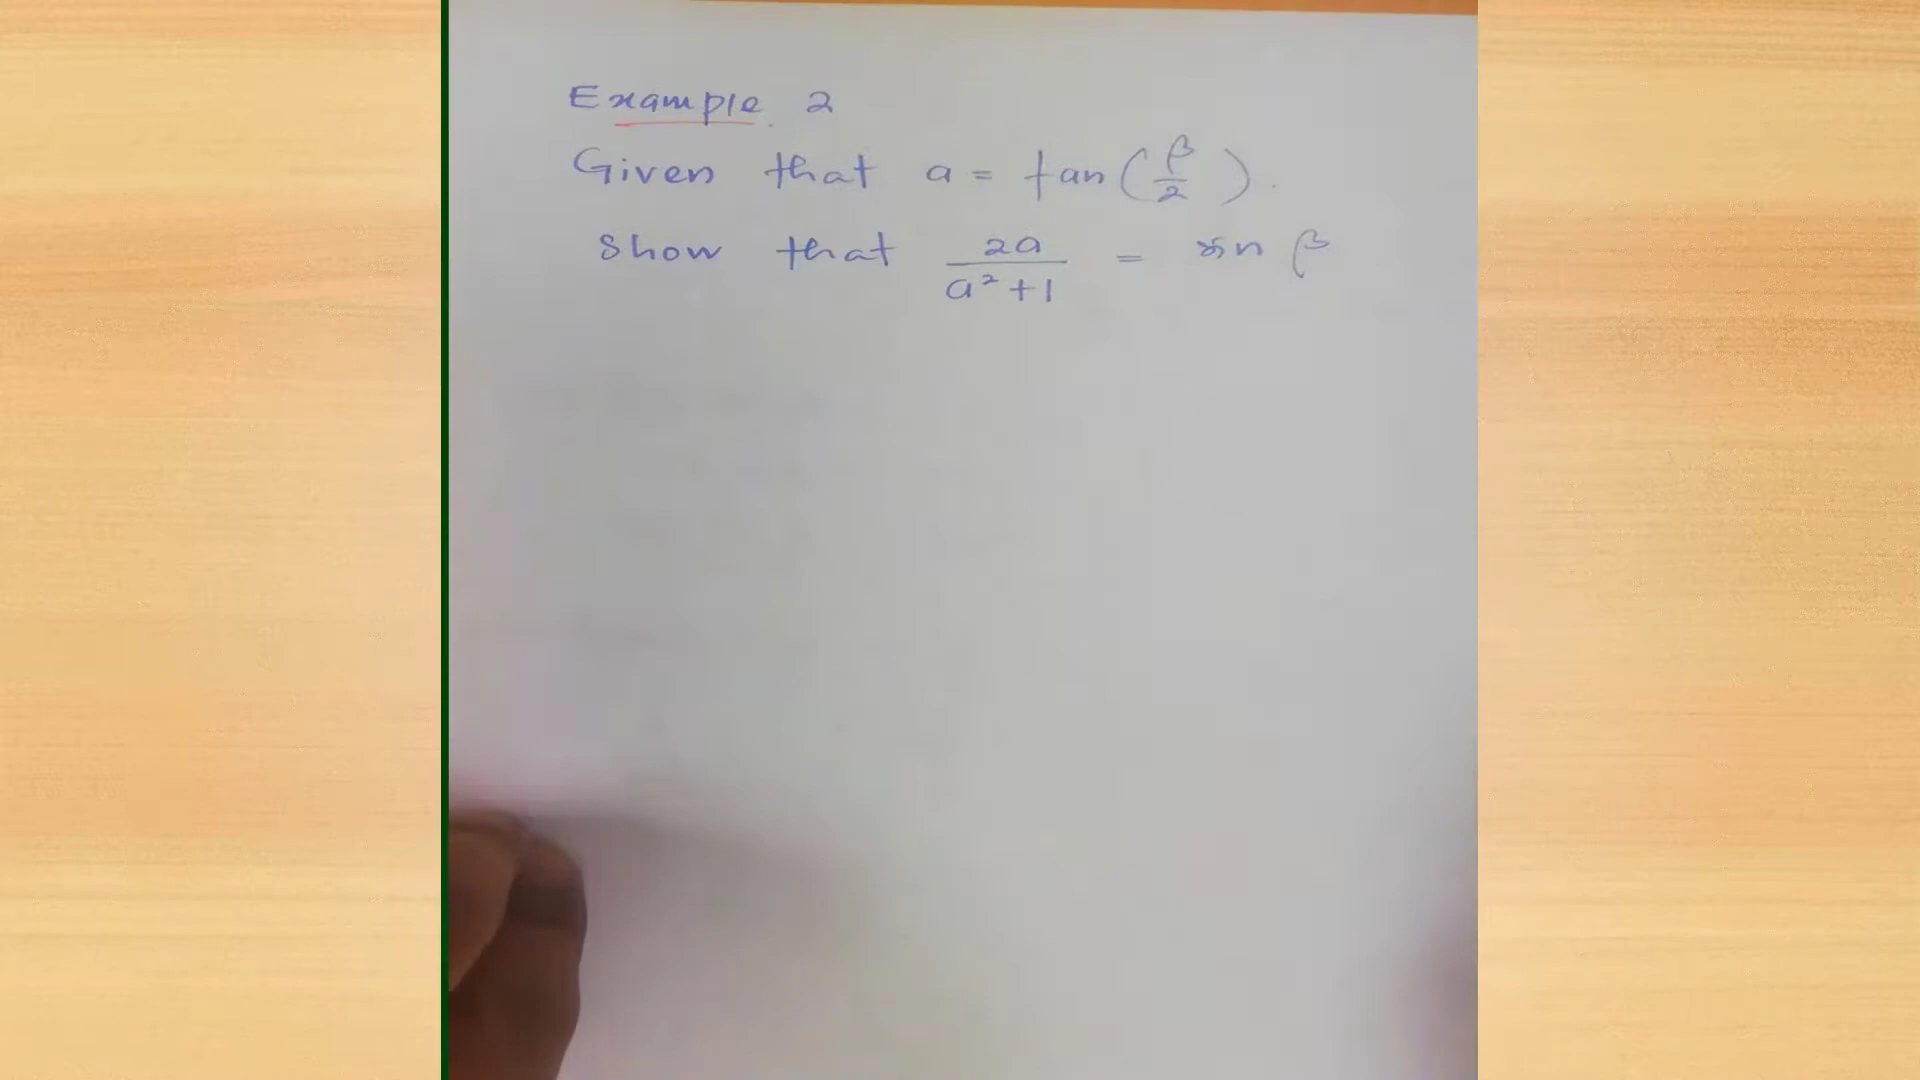 Example 2
Given that a = tan(β/2).
Show that 2a/(a²+1) = sin β